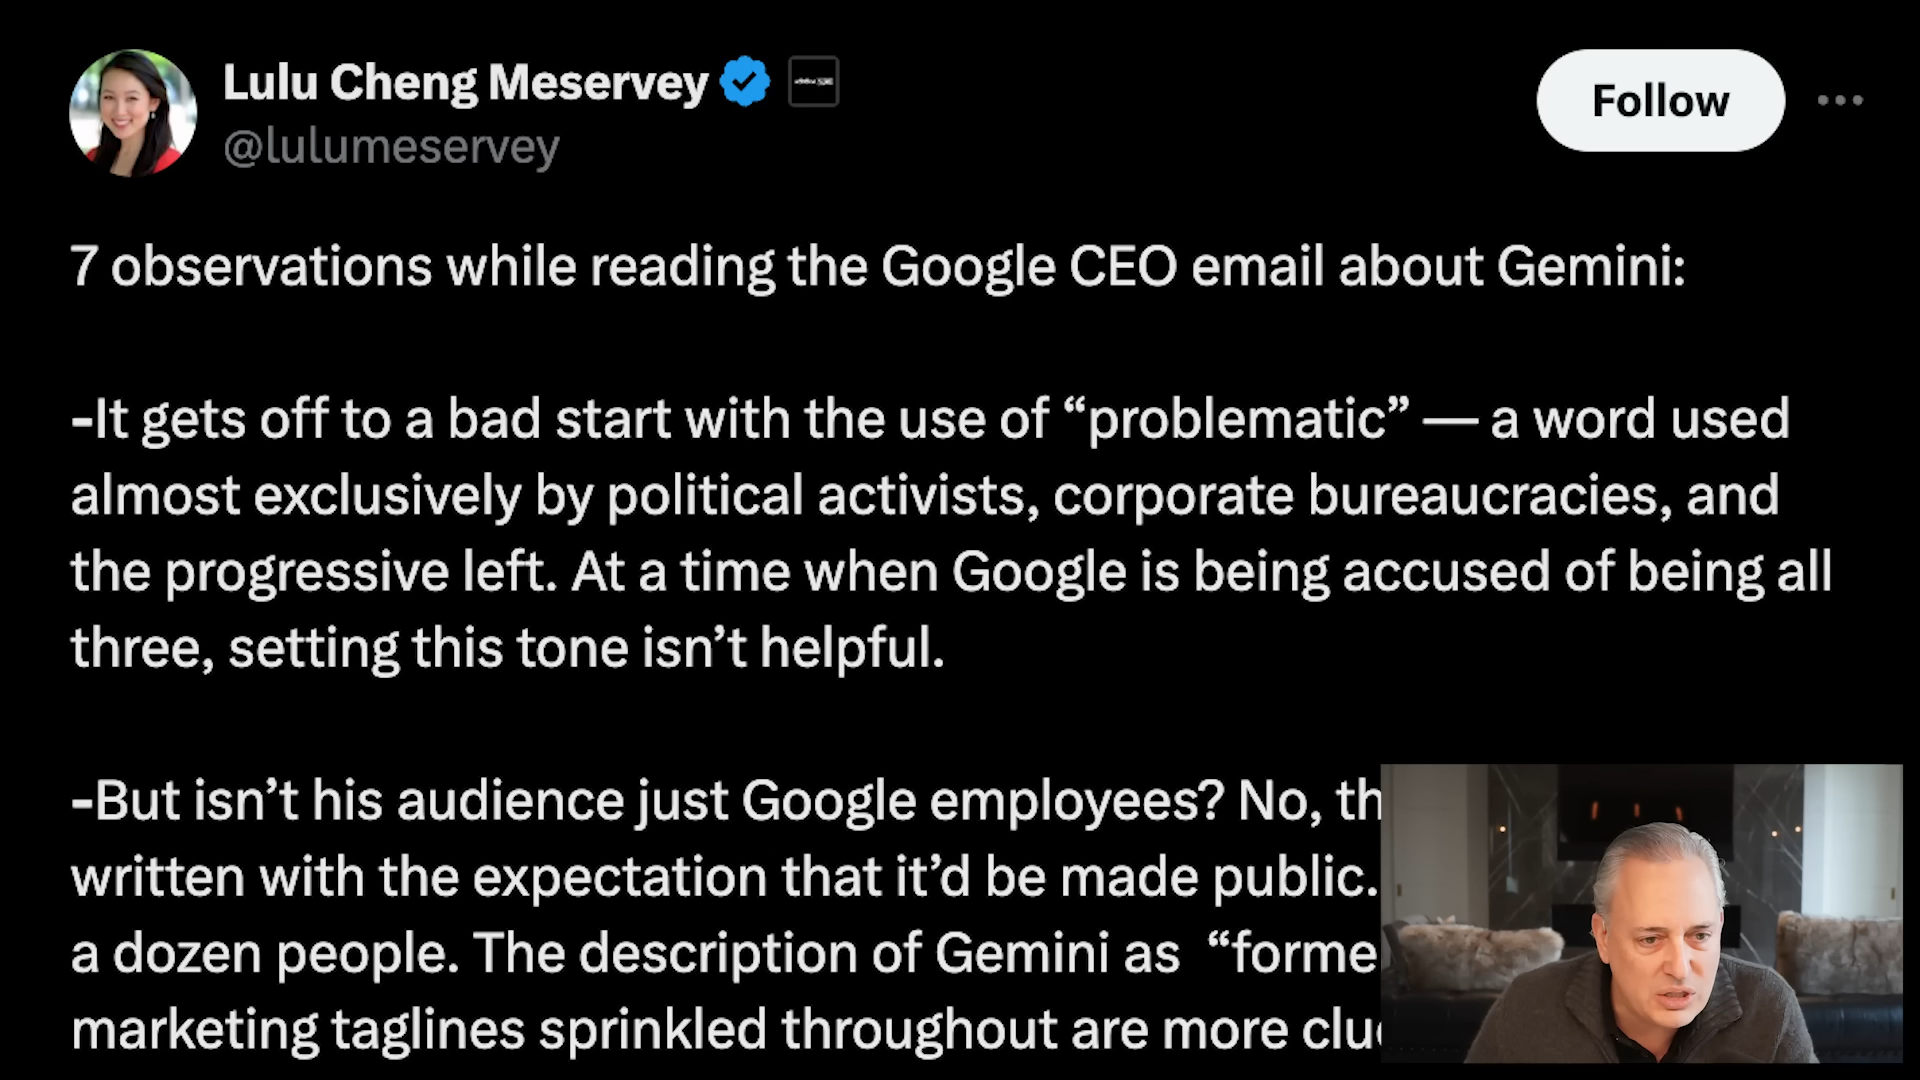 Lulu Cheng Meservey
@lulumeservey
Follow
7 observations while reading the Google CEO email about Gemini:
-It gets off to a bad start with the use of “problematic” — a word used
almost exclusively by political activists, corporate bureaucracies, and
the progressive left. At a time when Google is being accused of being all
three, setting this tone isn’t helpful.
-But isn’t his audience just Google employees? No, th
written with the expectation that it’d be made public.
a dozen people. The description of Gemini as “forme
marketing taglines sprinkled throughout are more clu